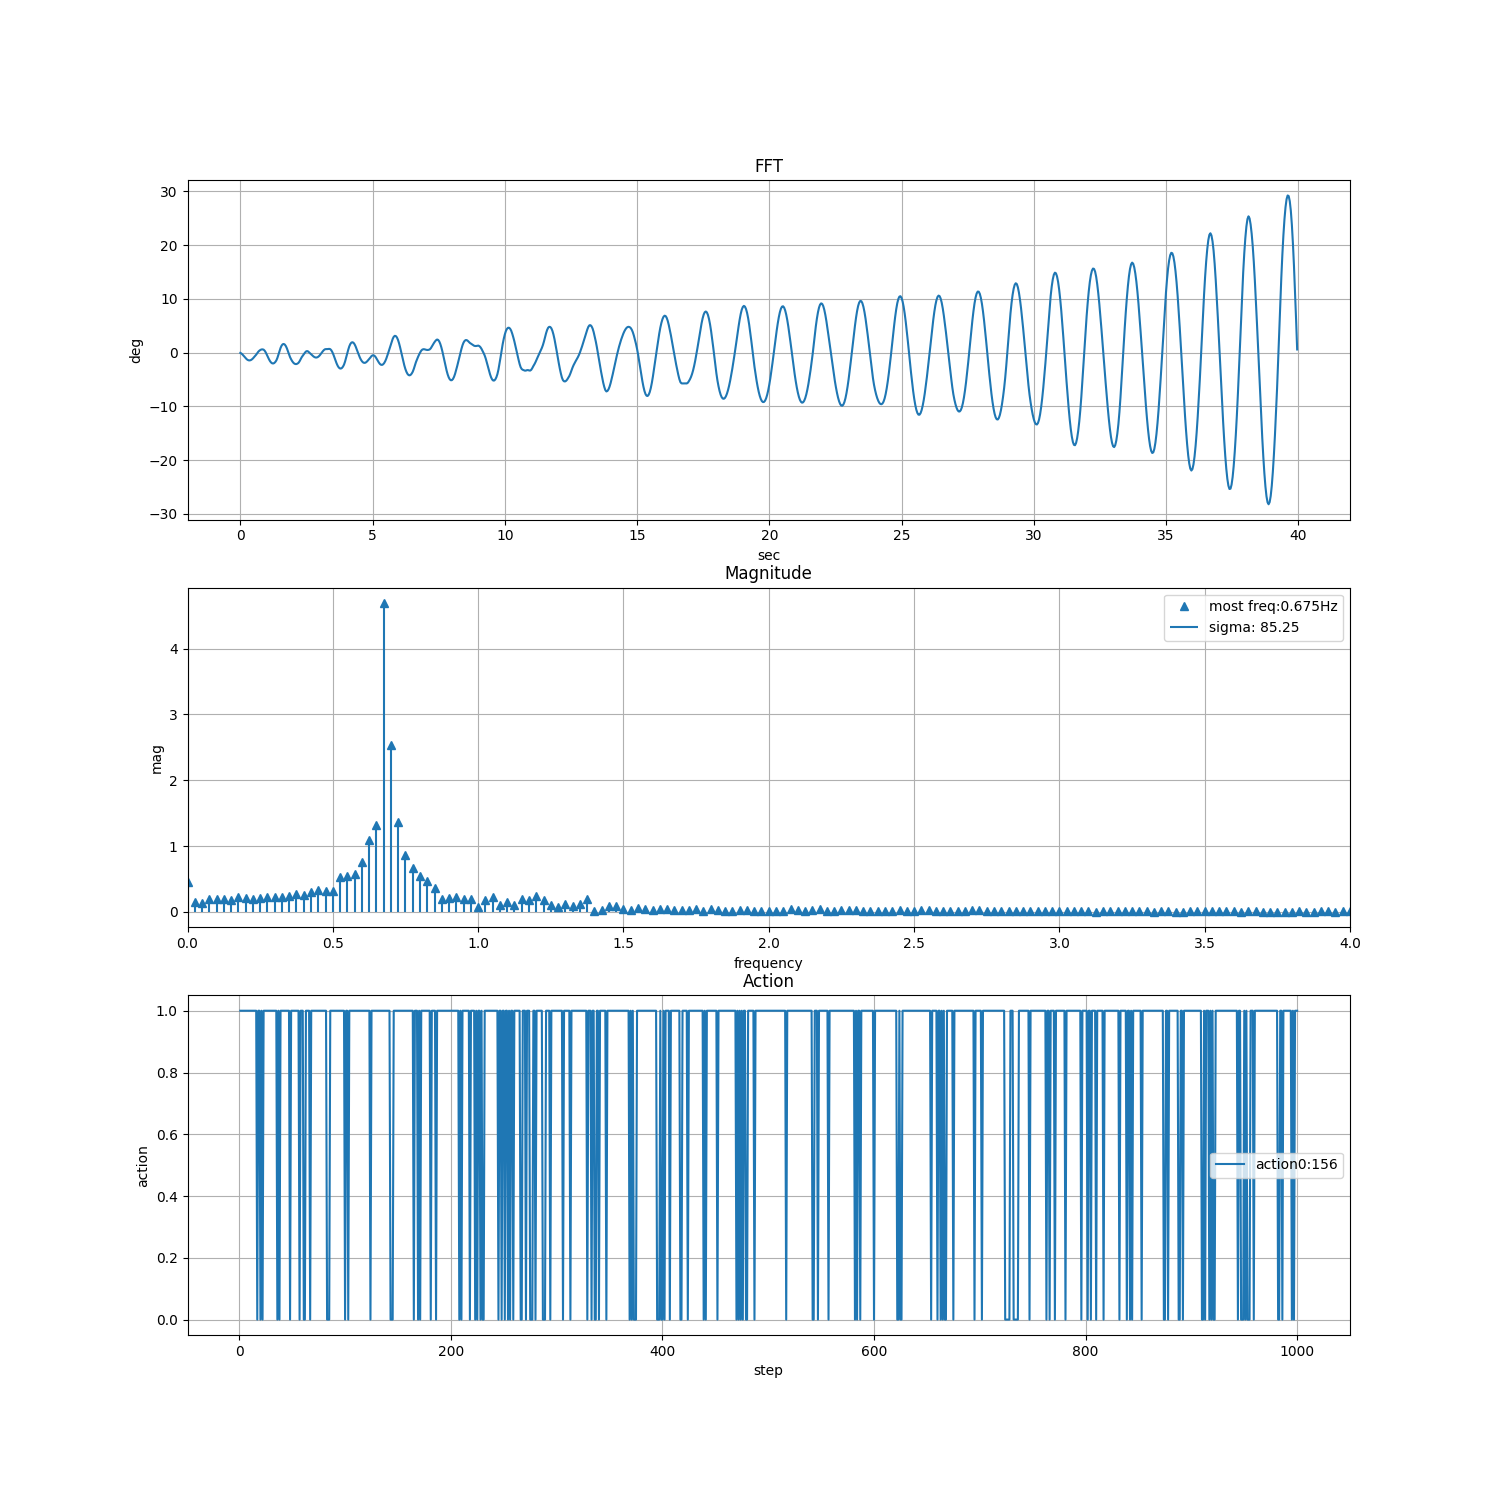 FFT
30
20
10
0
−10
−20
−30
deg
0 5 10 15 20 25 30 35 40
sec
Magnitude
most freq:0.675Hz
sigma: 85.25
4
3
2
1
0
mag
0.0 0.5 1.0 1.5 2.0 2.5 3.0 3.5 4.0
frequency
Action
1.0
0.8
0.6
0.4
0.2
0.0
action
action0:156
0 200 400 600 800 1000
step